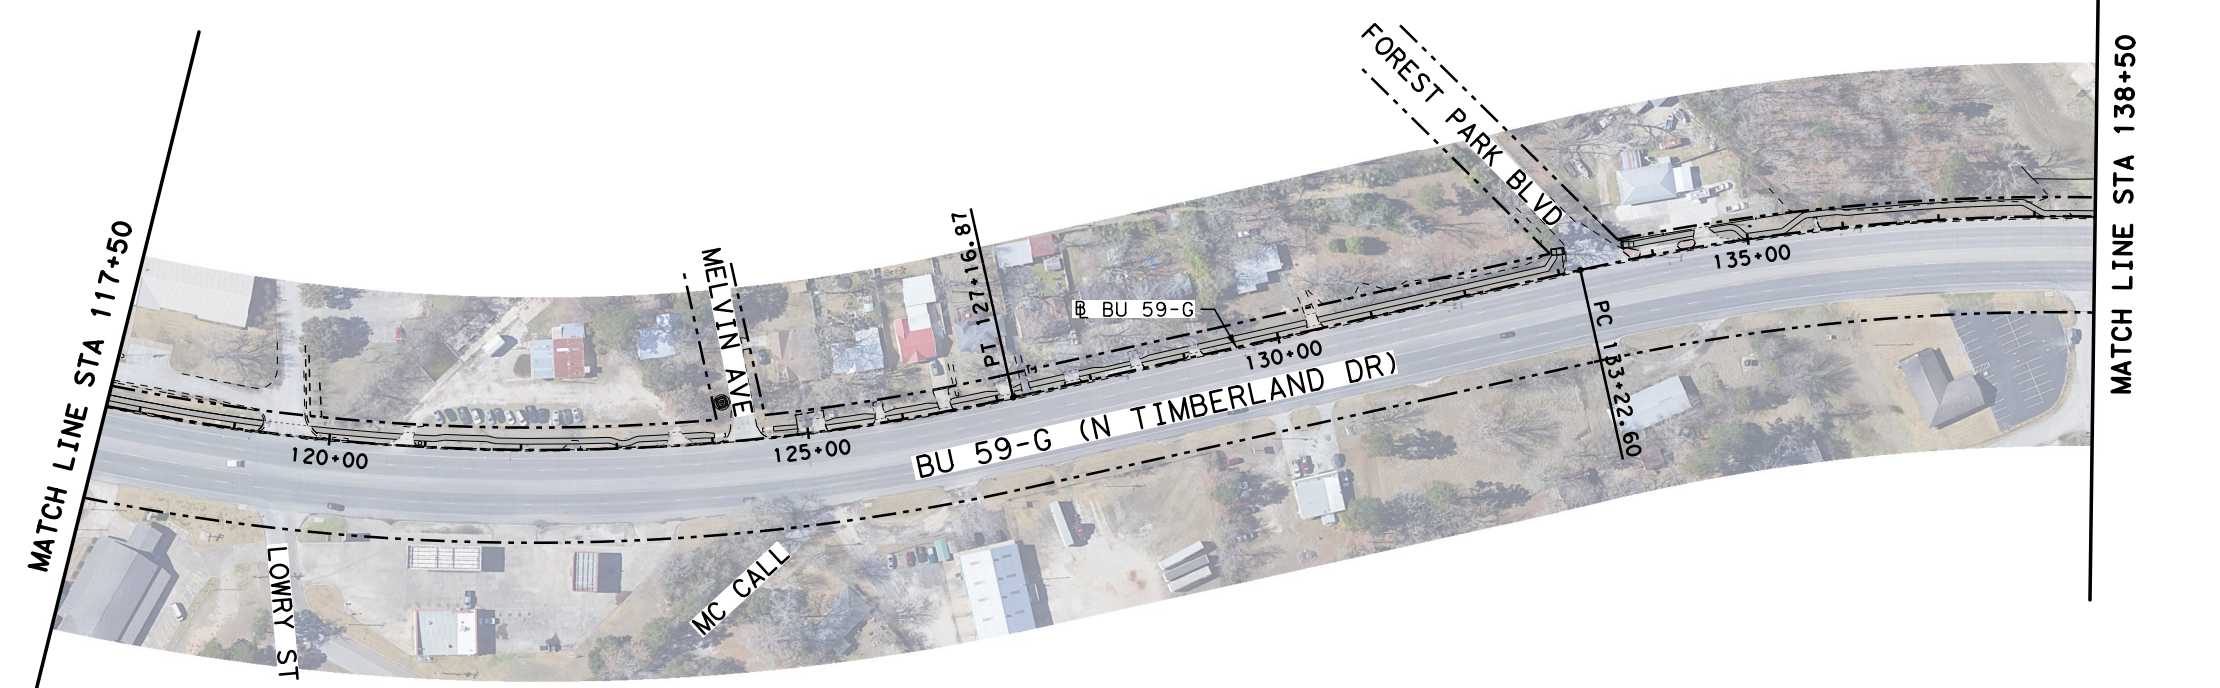 MATCH LINE STA 117+50
120+00
LOWRY ST
MELVIN AVE
MC CALL
125+00
PT 127+16.87
BL BU 59-G
BU 59-G (N TIMBERLAND DR)
130+00
FOREST PARK BLVD
PC 133+22.60
135+00
MATCH LINE STA 138+50